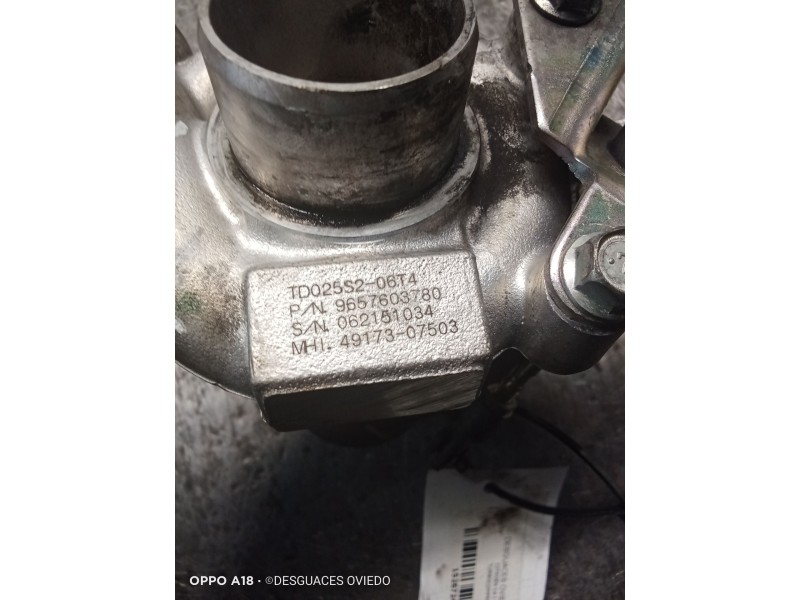 TD025S2-06T4
P/N. 9657603780
S/N. 062151034
MHI. 49173-07503
OPPO A18 · ©DESGUACES OVIEDO